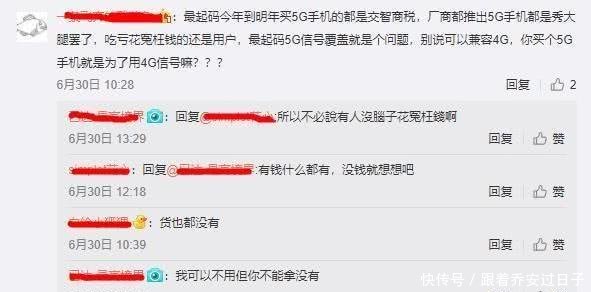 ：最起码今年到明年买5G手机的都是交智商税，厂商都推出5G手机都是秀大
腿罢了，吃亏花冤枉钱的还是用户，最起码5G信号覆盖就是个问题，别说可以兼容4G，你买个5G
手机就是为了用4G信号嘛？？？
6月30日 10:28
回复 2
：回复@ :所以不必說有人沒腦子花冤枉錢啊
6月30日 13:29
回复 赞
：回复@ :有钱什么都有，没钱就想想吧
6月30日 12:18
回复 赞
：货也都没有
6月30日 10:39
回复 赞
：我可以不用但你不能拿没有
快传号 / 跟着乔安过日子